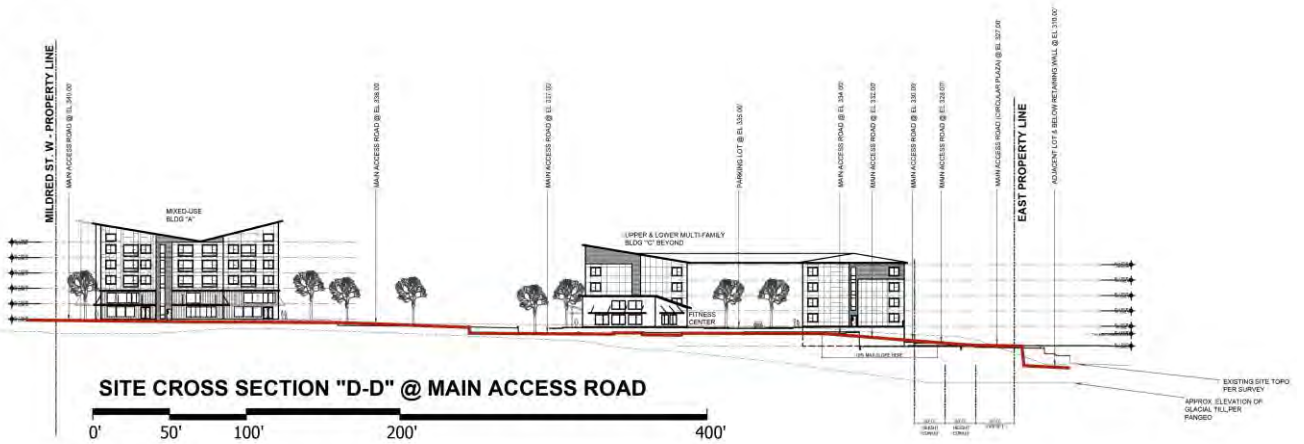 MILDRED ST. W - PROPERTY LINE
MAIN ACCESS ROAD @ EL 340.00'
MAIN ACCESS ROAD @ EL 338.00'
MAIN ACCESS ROAD @ EL 337.00'
PARKING LOT @ EL 335.00'
MAIN ACCESS ROAD @ EL 334.00'
MAIN ACCESS ROAD @ EL 332.00'
MAIN ACCESS ROAD @ EL 330.00'
MAIN ACCESS ROAD @ EL 328.00'
MAIN ACCESS ROAD (CIRCULAR PLAZA) @ EL 327.00'
EAST PROPERTY LINE
ADJACENT LOT & BELOW RETAINING WALL @ EL 310.00'
MIXED-USE
BLDG "A"
UPPER & LOWER MULTI-FAMILY
BLDG "C" BEYOND
FITNESS
CENTER
EXISTING SITE TOPO
PER SURVEY
APPROX. ELEVATION OF
GLACIAL TILL PER
PANGEO
SITE CROSS SECTION "D-D" @ MAIN ACCESS ROAD
0' 50' 100' 200' 400'